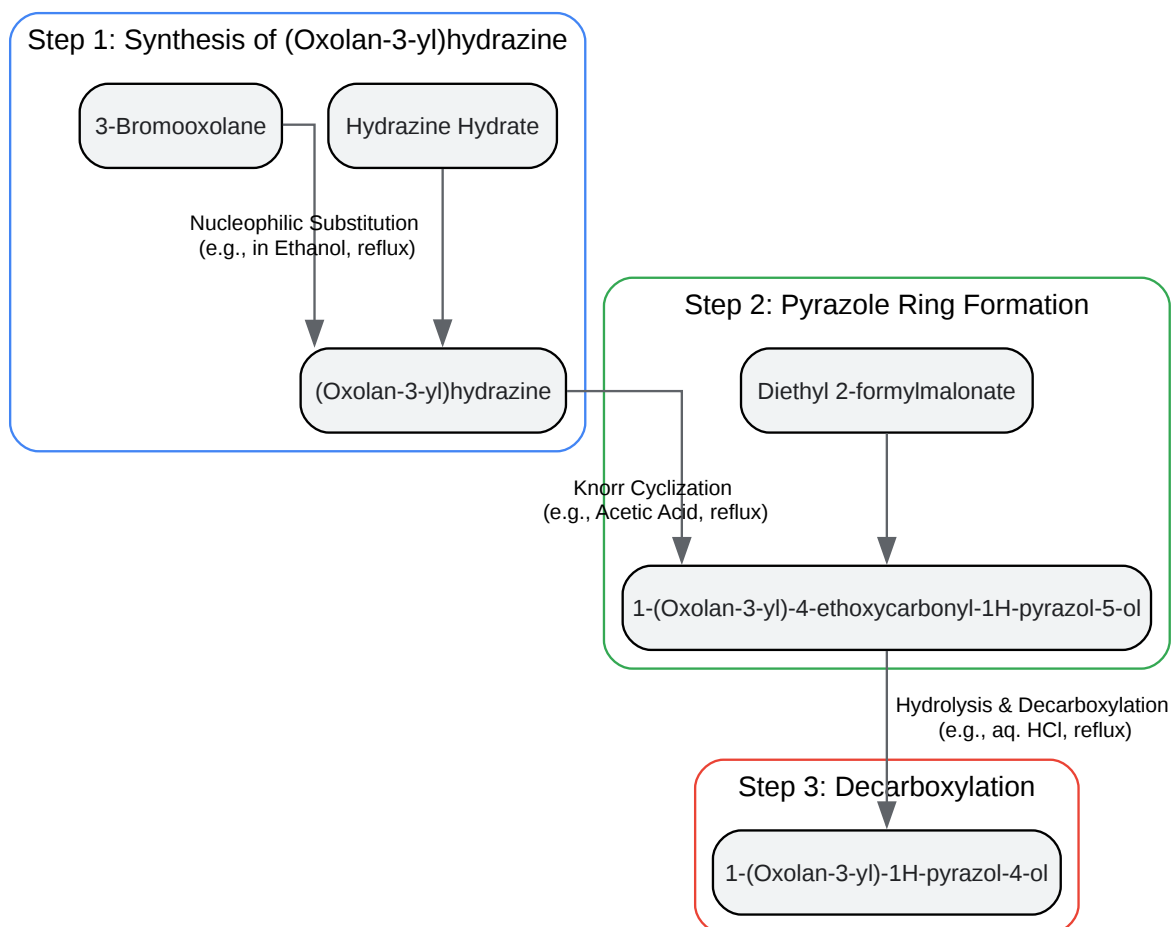 Step 1: Synthesis of (Oxolan-3-yl)hydrazine
3-Bromooxolane
Hydrazine Hydrate
Nucleophilic Substitution
(e.g., in Ethanol, reflux)
(Oxolan-3-yl)hydrazine
Step 2: Pyrazole Ring Formation
Diethyl 2-formylmalonate
Knorr Cyclization
(e.g., Acetic Acid, reflux)
1-(Oxolan-3-yl)-4-ethoxycarbonyl-1H-pyrazol-5-ol
Hydrolysis & Decarboxylation
(e.g., aq. HCl, reflux)
Step 3: Decarboxylation
1-(Oxolan-3-yl)-1H-pyrazol-4-ol